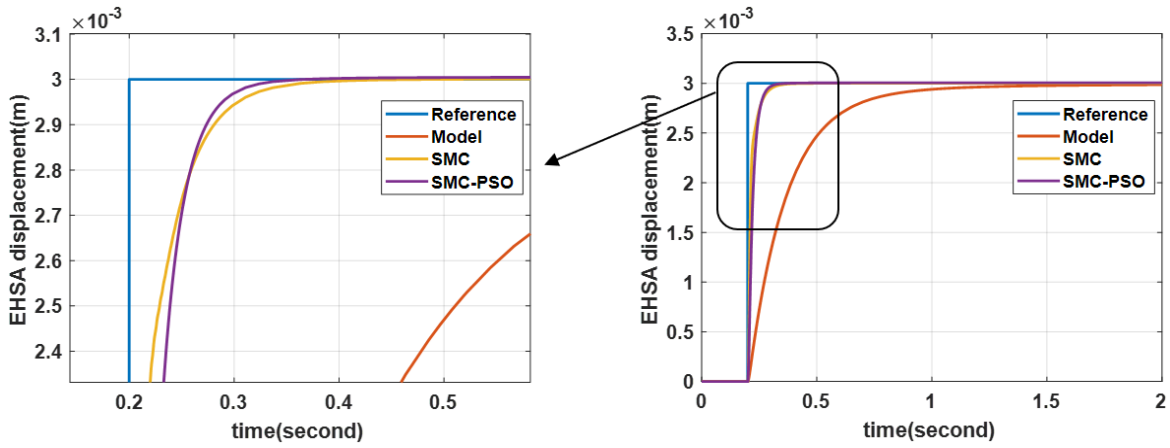 ×10⁻³
3.1
3
2.9
2.8
2.7
2.6
2.5
2.4
EHSA displacement(m)
Reference
Model
SMC
SMC-PSO
0.2
0.3
0.4
0.5
time(second)
×10⁻³
3.5
3
2.5
2
1.5
1
0.5
0
EHSA displacement(m)
Reference
Model
SMC
SMC-PSO
0
0.5
1
1.5
2
time(second)